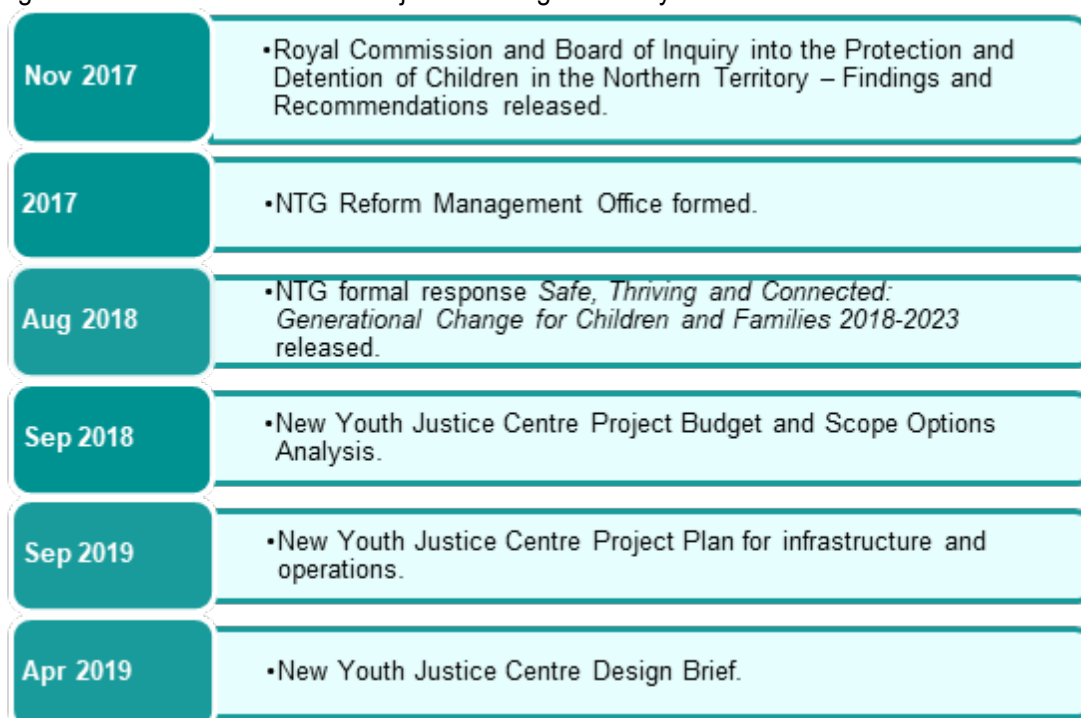 Nov 2017
•Royal Commission and Board of Inquiry into the Protection and
Detention of Children in the Northern Territory – Findings and
Recommendations released.
2017
•NTG Reform Management Office formed.
Aug 2018
•NTG formal response Safe, Thriving and Connected:
Generational Change for Children and Families 2018-2023
released.
Sep 2018
•New Youth Justice Centre Project Budget and Scope Options
Analysis.
Sep 2019
•New Youth Justice Centre Project Plan for infrastructure and
operations.
Apr 2019
•New Youth Justice Centre Design Brief.